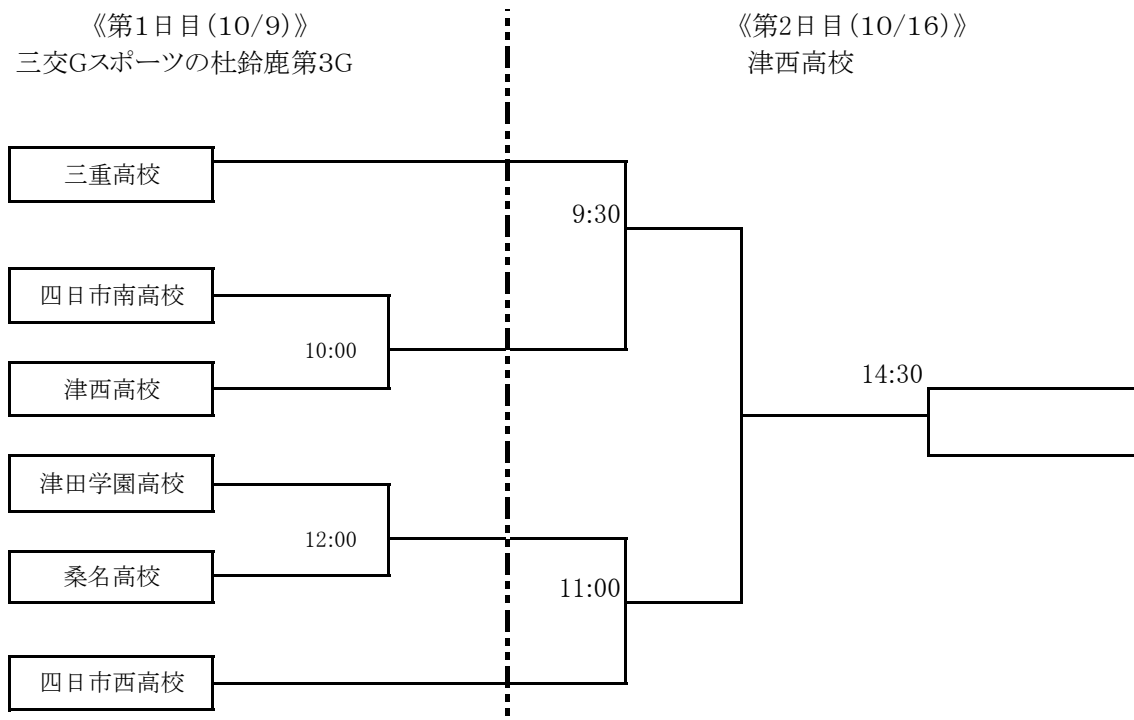 《第1日目(10/9)》
三交Gスポーツの杜鈴鹿第3G
《第2日目(10/16)》
津西高校
三重高校
9:30
四日市南高校
10:00
津西高校
14:30
津田学園高校
12:00
桑名高校
11:00
四日市西高校